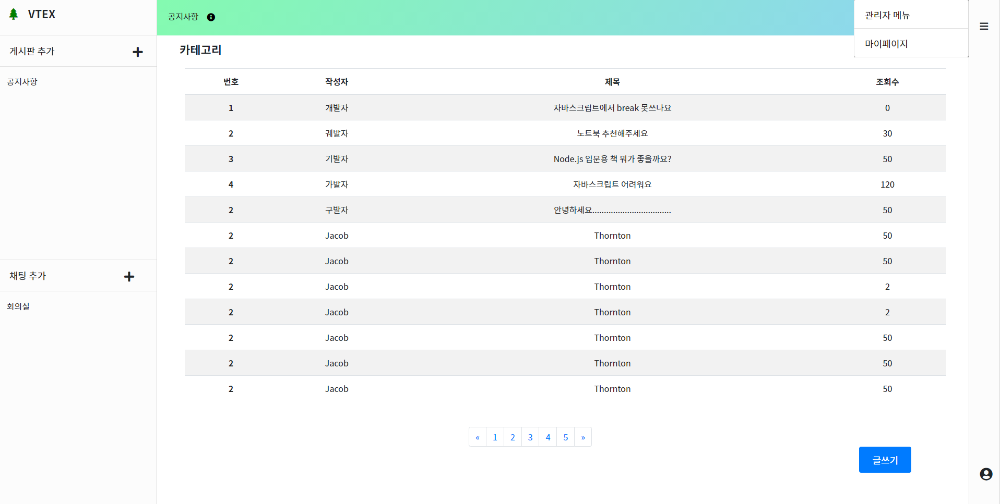 VTEX
게시판 추가
공지사항
채팅 추가
회의실
공지사항
관리자 메뉴
마이페이지
카테고리
번호 작성자 제목 조회수
1 개발자 자바스크립트에서 break 못쓰나요 0
2 궤발자 노트북 추천해주세요 30
3 기발자 Node.js 입문용 책 뭐가 좋을까요? 50
4 가발자 자바스크립트 어려워요 120
2 구발자 안녕하세요.................................. 50
2 Jacob Thornton 50
2 Jacob Thornton 50
2 Jacob Thornton 2
2 Jacob Thornton 2
2 Jacob Thornton 50
2 Jacob Thornton 50
2 Jacob Thornton 50
« 1 2 3 4 5 »
글쓰기